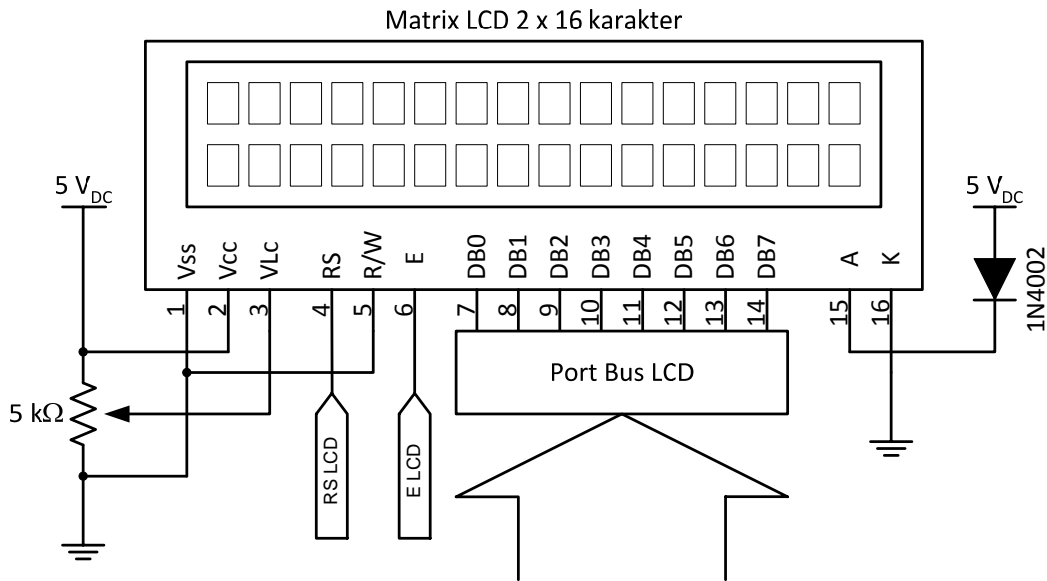 Matrix LCD 2 x 16 karakter
5 VDC
5 VDC
Vss
Vcc
VLc
RS
R/W
E
DB0
DB1
DB2
DB3
DB4
DB5
DB6
DB7
A
K
1N4002
1
2
3
4
5
6
7
8
9
10
11
12
13
14
15
16
Port Bus LCD
5 kΩ
RS LCD
E LCD